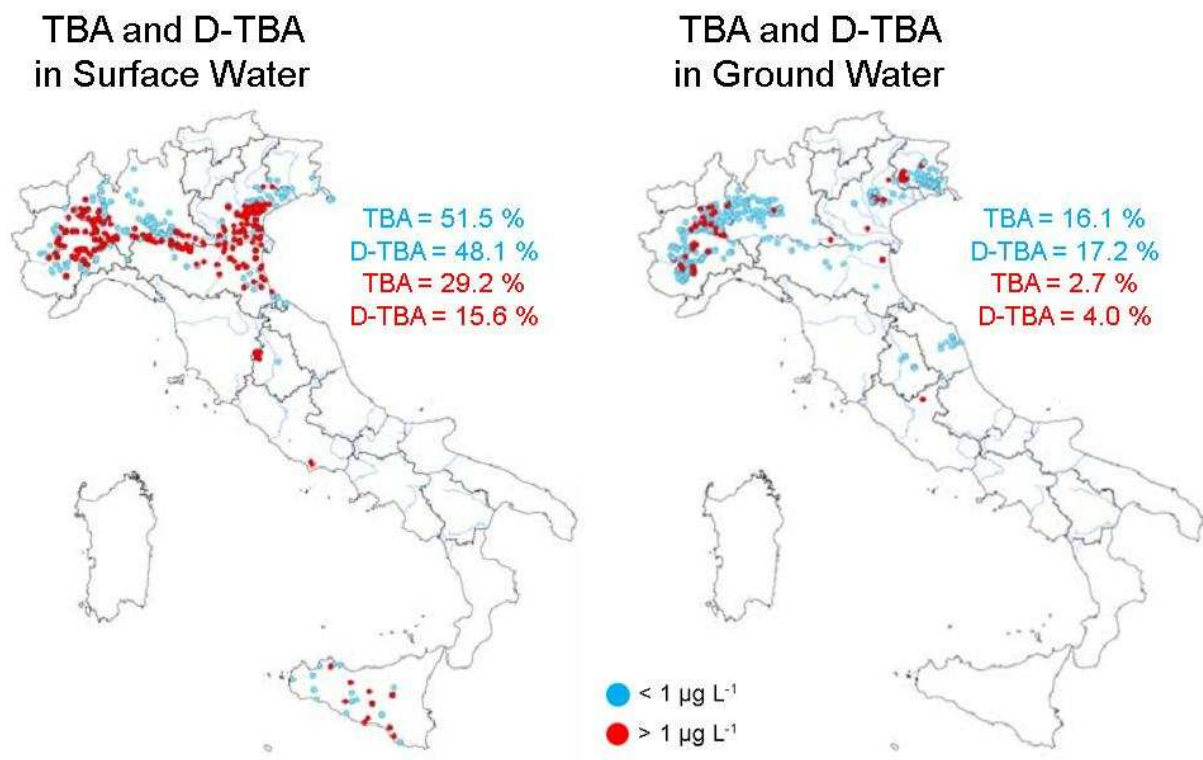 TBA and D-TBA
in Surface Water
TBA = 51.5 %
D-TBA = 48.1 %
TBA = 29.2 %
D-TBA = 15.6 %
TBA and D-TBA
in Ground Water
TBA = 16.1 %
D-TBA = 17.2 %
TBA = 2.7 %
D-TBA = 4.0 %
< 1 µg L⁻¹
> 1 µg L⁻¹